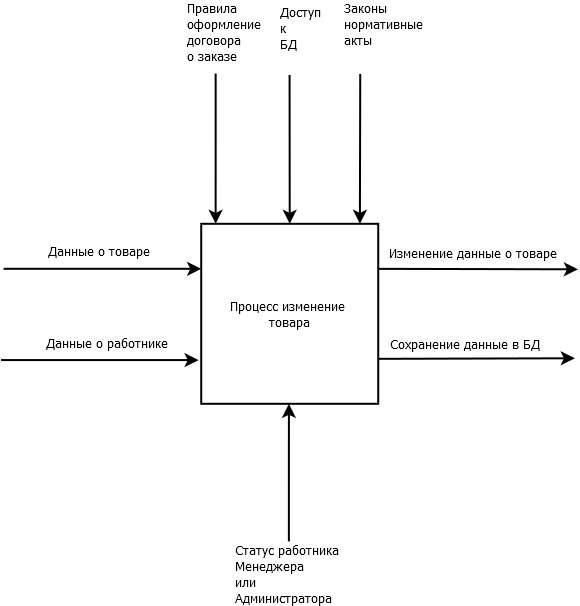 Правила
оформление
договора
о заказе
Доступ
к
БД
Законы
нормативные
акты
Данные о товаре
Изменение данные о товаре
Процесс изменение
товара
Данные о работнике
Сохранение данные в БД
Статус работника
Менеджера
или
Администратора